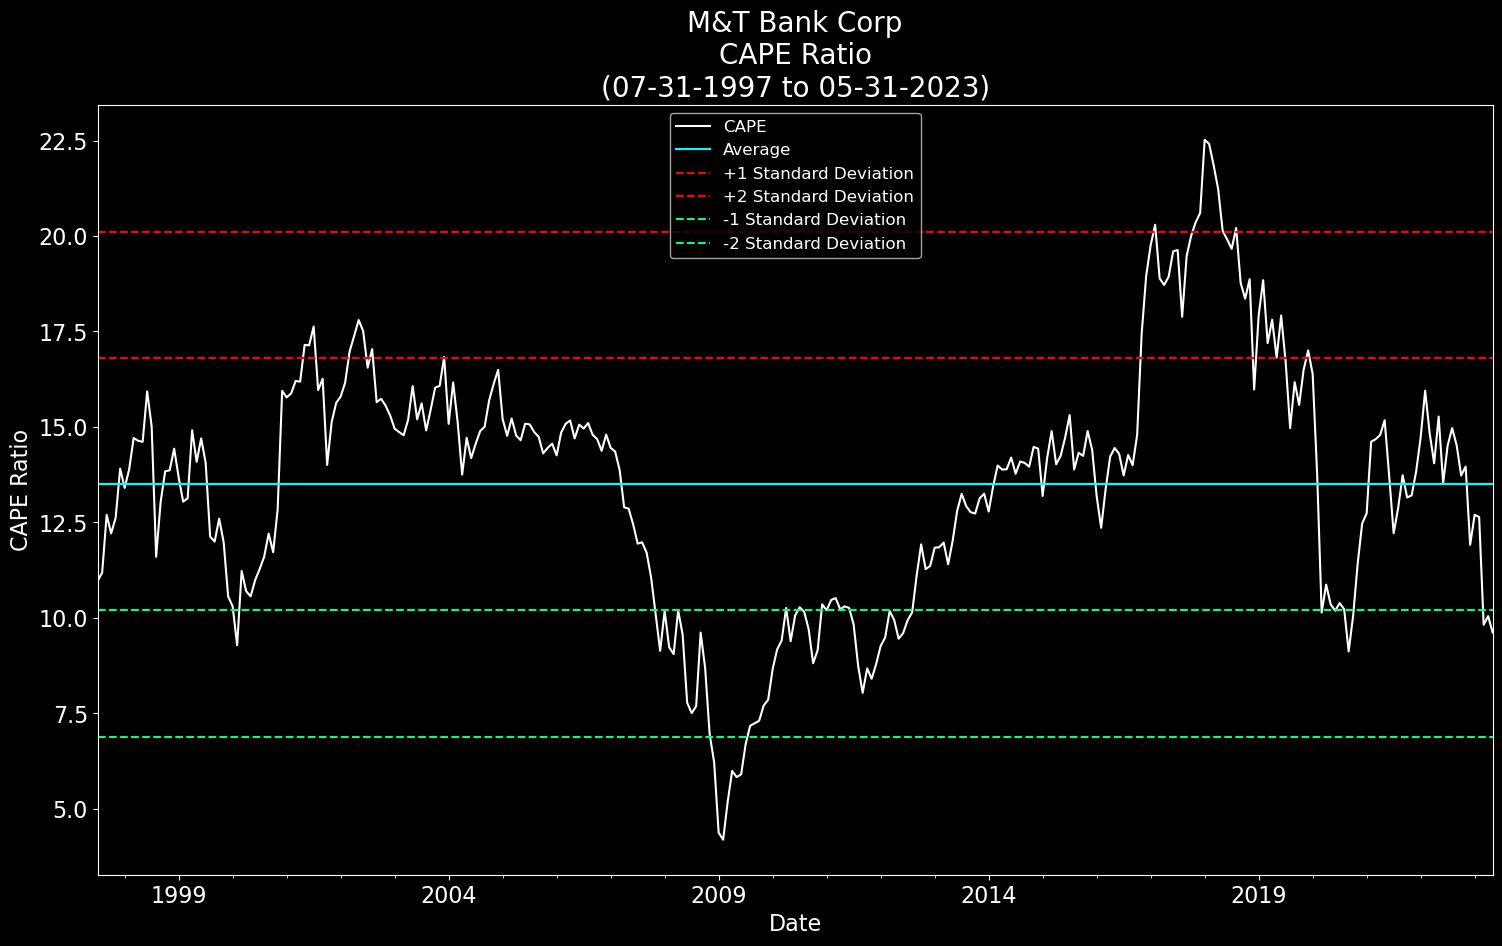 M&T Bank Corp
CAPE Ratio
(07-31-1997 to 05-31-2023)
CAPE
Average
+1 Standard Deviation
+2 Standard Deviation
-1 Standard Deviation
-2 Standard Deviation
22.5
20.0
17.5
15.0
12.5
10.0
7.5
5.0
CAPE Ratio
1999
2004
2009
2014
2019
Date